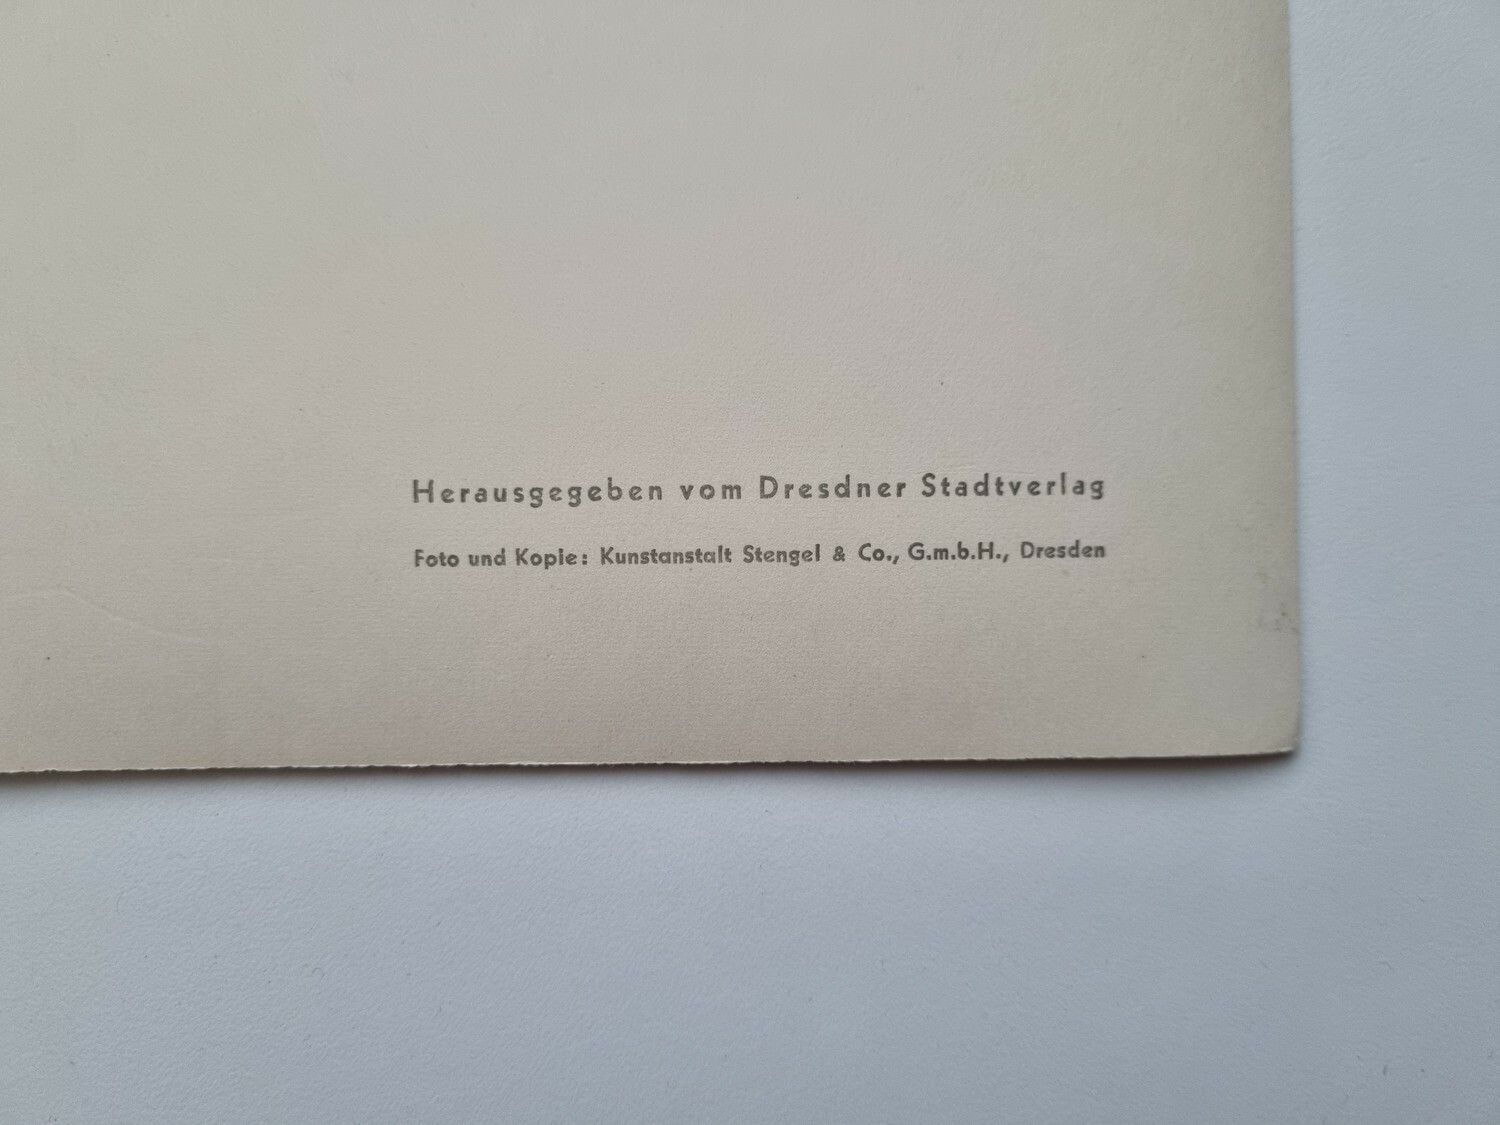 Herausgegeben vom Dresdner Stadtverlag
Foto und Kopie: Kunstanstalt Stengel & Co., G.m.b.H., Dresden